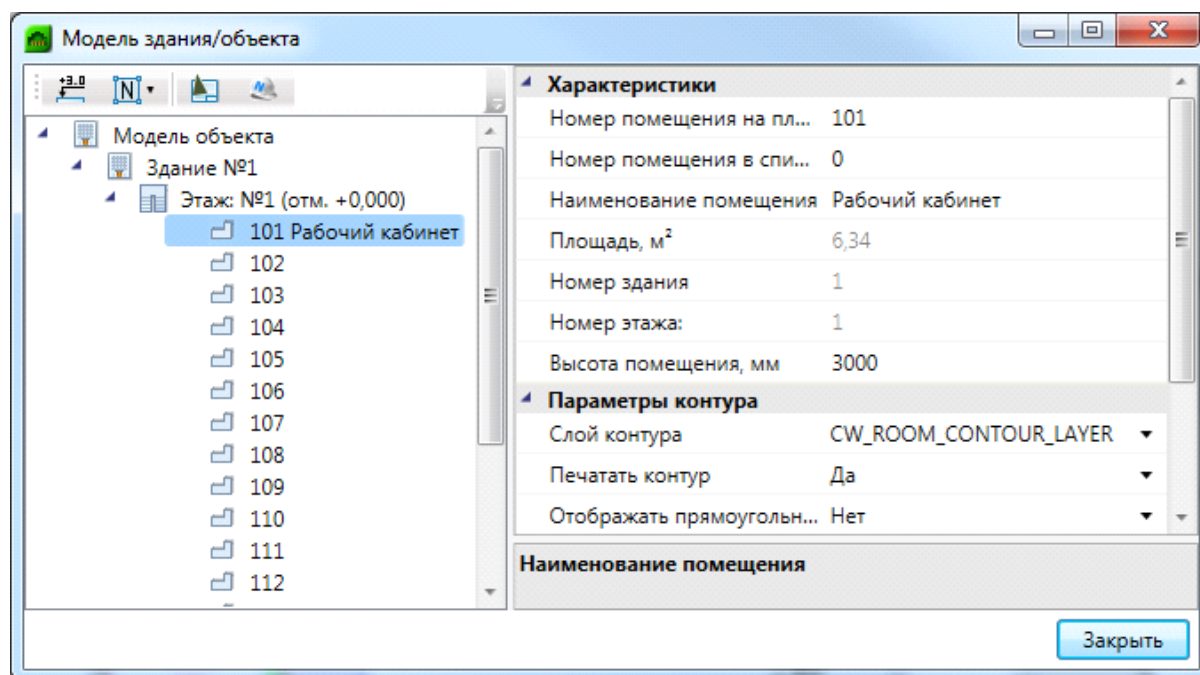 Модель здания/объекта
+3.0
N
Модель объекта
Здание №1
Этаж: №1 (отм. +0,000)
101 Рабочий кабинет
102
103
104
105
106
107
108
109
110
111
112
Характеристики
Номер помещения на пл... 101
Номер помещения в спи... 0
Наименование помещения Рабочий кабинет
Площадь, м² 6,34
Номер здания 1
Номер этажа: 1
Высота помещения, мм 3000
Параметры контура
Слой контура CW_ROOM_CONTOUR_LAYER
Печатать контур Да
Отображать прямоугольн... Нет
Наименование помещения
Закрыть